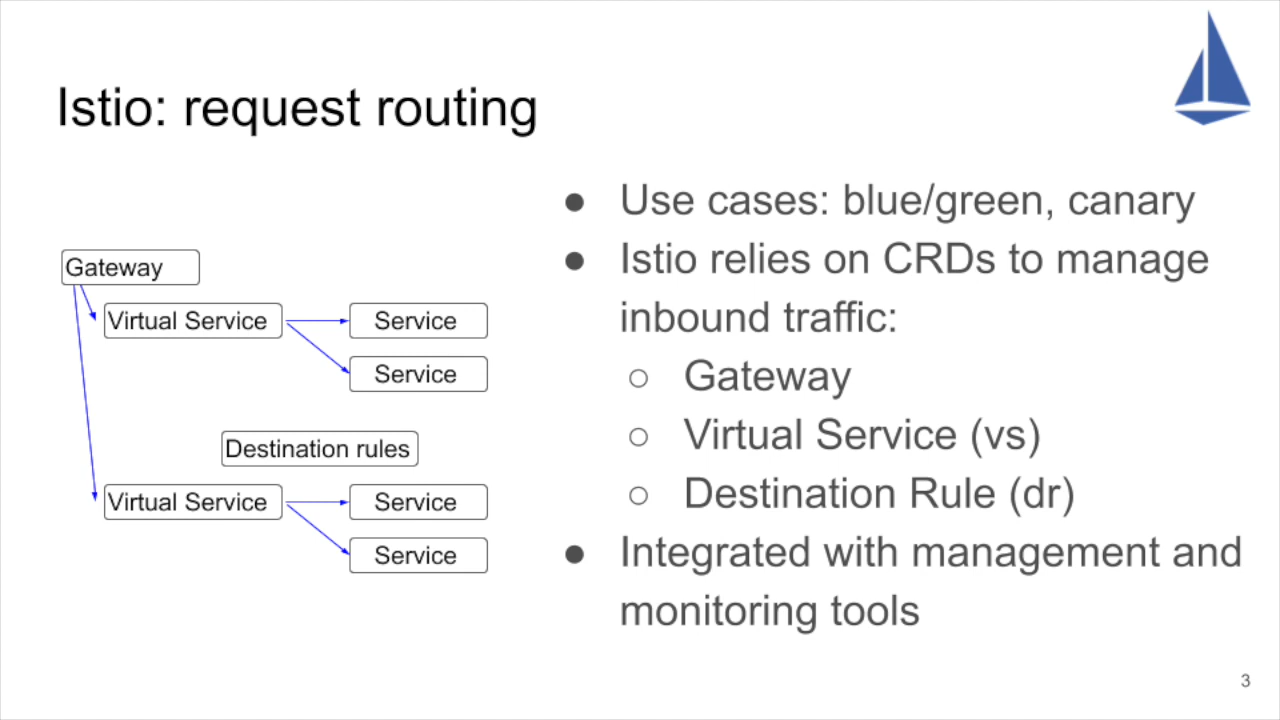 Istio: request routing
Gateway
Virtual Service
Service
Service
Destination rules
Virtual Service
Service
Service
● Use cases: blue/green, canary
● Istio relies on CRDs to manage
inbound traffic:
○ Gateway
○ Virtual Service (vs)
○ Destination Rule (dr)
● Integrated with management and
monitoring tools
3